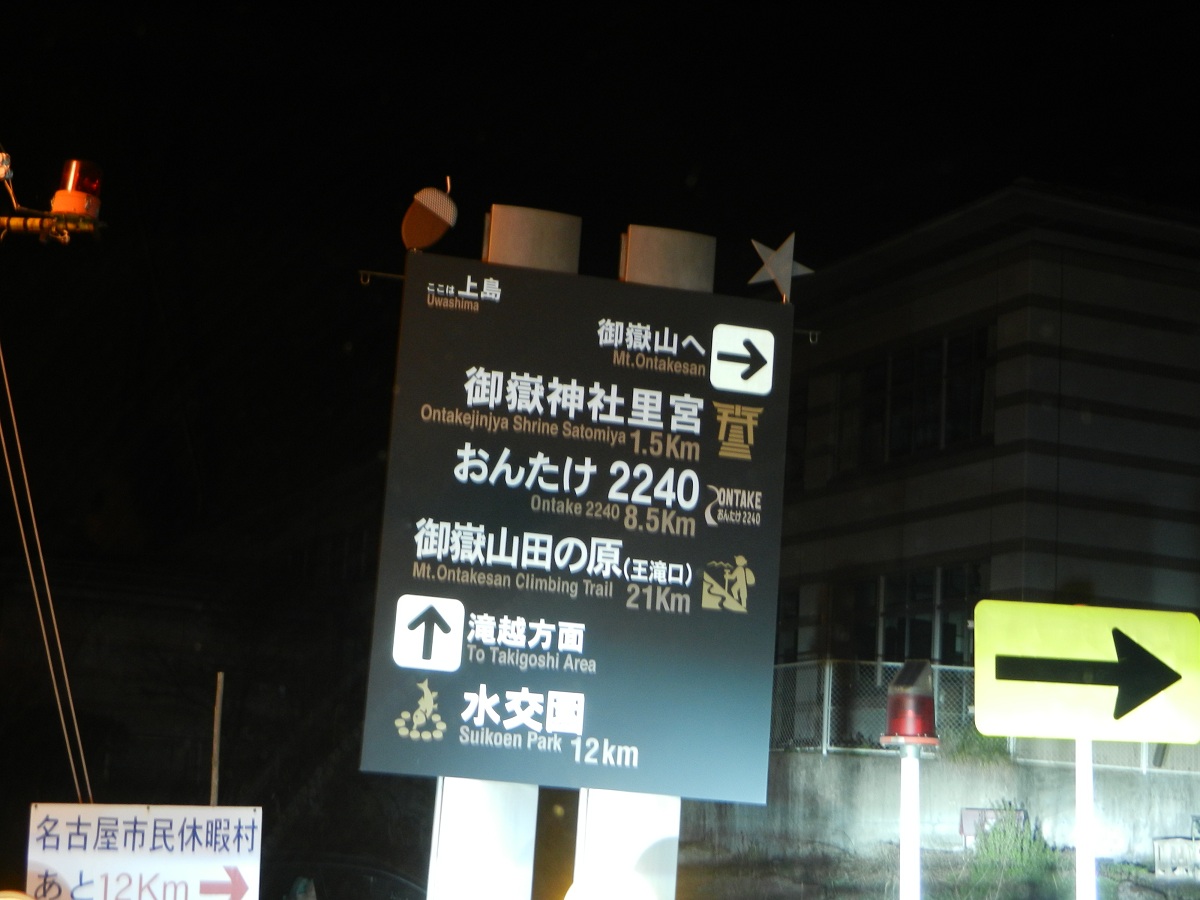 ここは上島
Uwashima
御嶽山へ
Mt.Ontakesan
御嶽神社里宮
Ontakejinjya Shrine Satomiya 1.5Km
おんたけ 2240
Ontake 2240 8.5Km
ONTAKE
おんたけ2240
御嶽山田の原(王滝口)
Mt.Ontakesan Climbing Trail 21Km
滝越方面
To Takigoshi Area
水交園
Suikoen Park 12km
名古屋市民休暇村
あと12Km